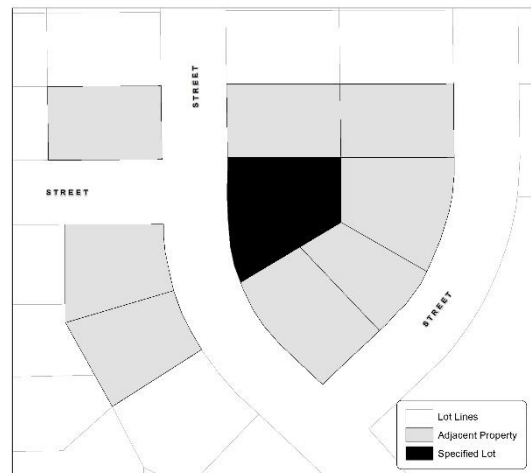 STREET
STREET
STREET
Lot Lines
Adjacent Property
Specified Lot